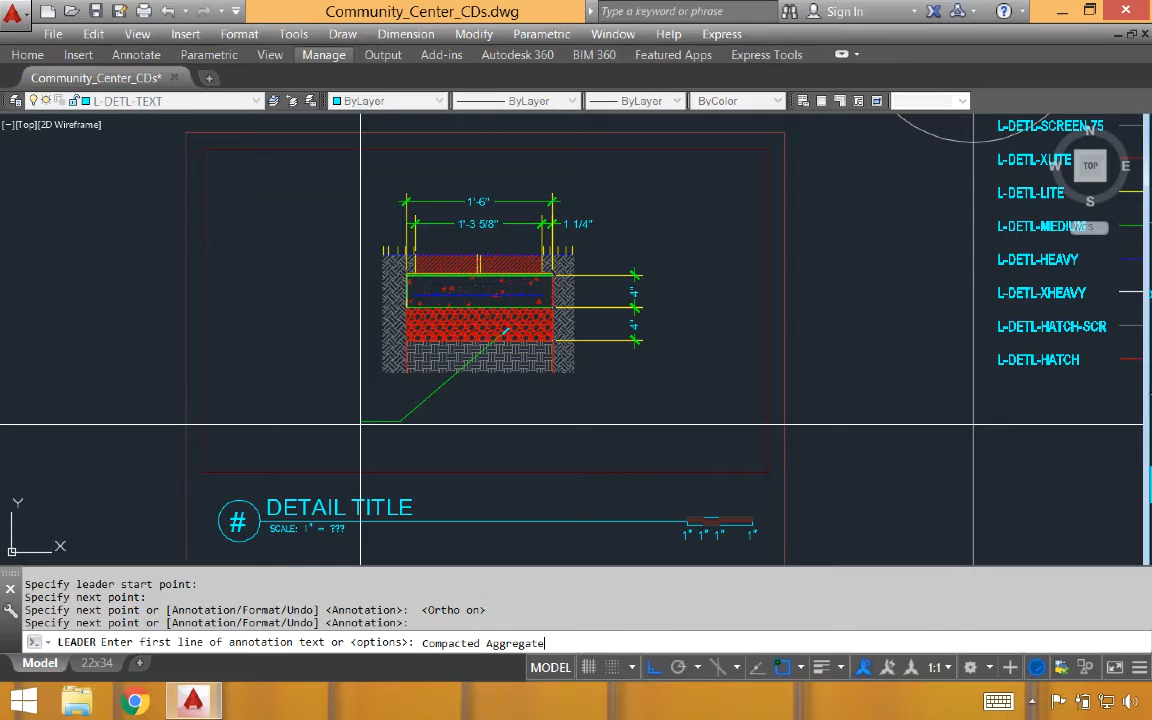 Community_Center_CDs.dwg
Type a keyword or phrase
Sign In
File Edit View Insert Format Tools Draw Dimension Modify Parametric Window Help Express
Home Insert Annotate Parametric View Manage Output Add-ins Autodesk 360 BIM 360 Featured Apps Express Tools
Community_Center_CDs*
L-DETL-TEXT
ByLayer
ByLayer
ByLayer
ByColor
[−][Top][2D Wireframe]
L-DETL-SCREEN 75
N
L-DETL-XLITE
W TOP E
L-DETL-LITE
S
L-DETL-MEDIUM
L-DETL-HEAVY
L-DETL-XHEAVY
L-DETL-HATCH-SCR
L-DETL-HATCH
1'-6"
1'-3 5/8"
1 1/4"
4"
4"
#
DETAIL TITLE
SCALE: 1" = ???
1" 1" 1" 1"
Y
X
Specify leader start point:
Specify next point:
Specify next point or [Annotation/Format/Undo] <Annotation>: <Ortho on>
Specify next point or [Annotation/Format/Undo] <Annotation>:
LEADER Enter first line of annotation text or <options>: Compacted Aggregate
Model 22x34
MODEL
1:1